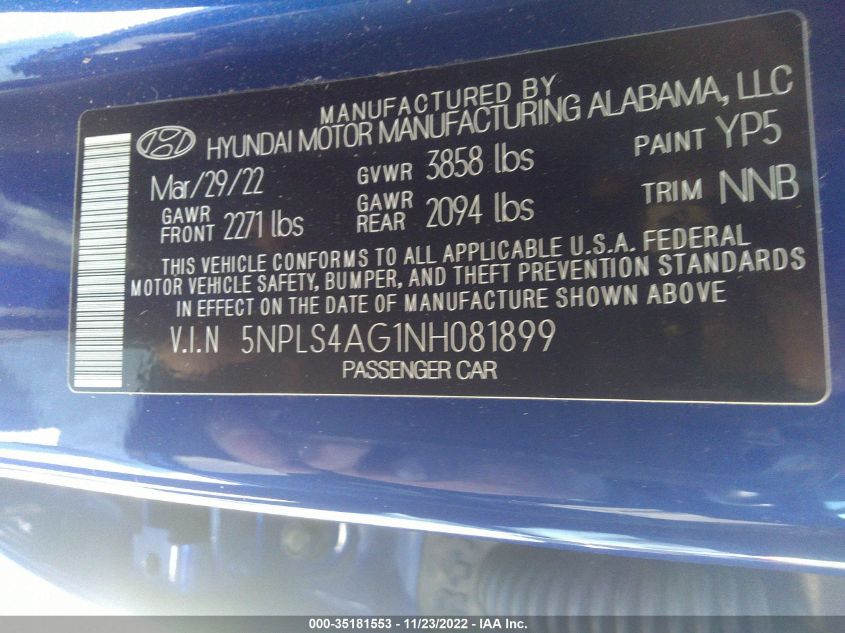 MANUFACTURED BY
HYUNDAI MOTOR MANUFACTURING ALABAMA, LLC
Mar/29/22 GVWR 3858 lbs PAINT YP5
GAWR FRONT 2271 lbs GAWR REAR 2094 lbs TRIM NNB
THIS VEHICLE CONFORMS TO ALL APPLICABLE U.S.A. FEDERAL
MOTOR VEHICLE SAFETY, BUMPER, AND THEFT PREVENTION STANDARDS
IN EFFECT ON THE DATE OF MANUFACTURE SHOWN ABOVE
V.I.N 5NPLS4AG1NH081899
PASSENGER CAR
000-35181553 - 11/23/2022 - IAA Inc.